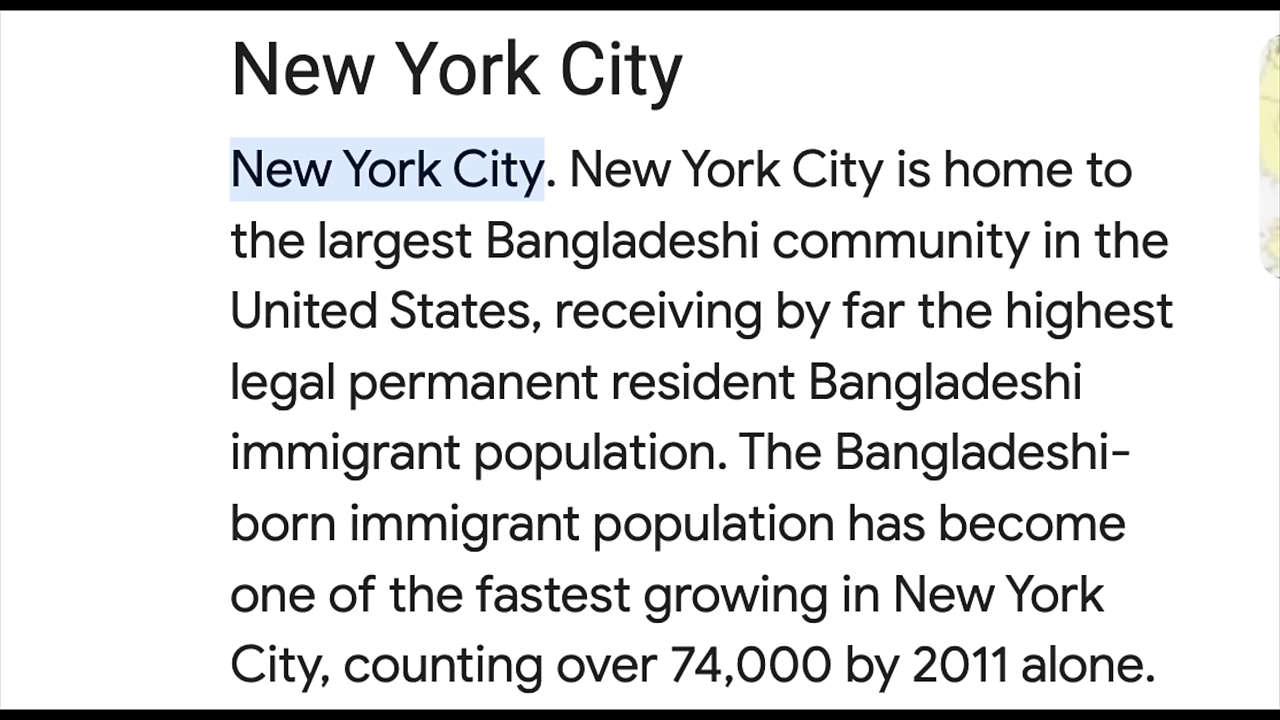 New York City
New York City. New York City is home to
the largest Bangladeshi community in the
United States, receiving by far the highest
legal permanent resident Bangladeshi
immigrant population. The Bangladeshi-
born immigrant population has become
one of the fastest growing in New York
City, counting over 74,000 by 2011 alone.